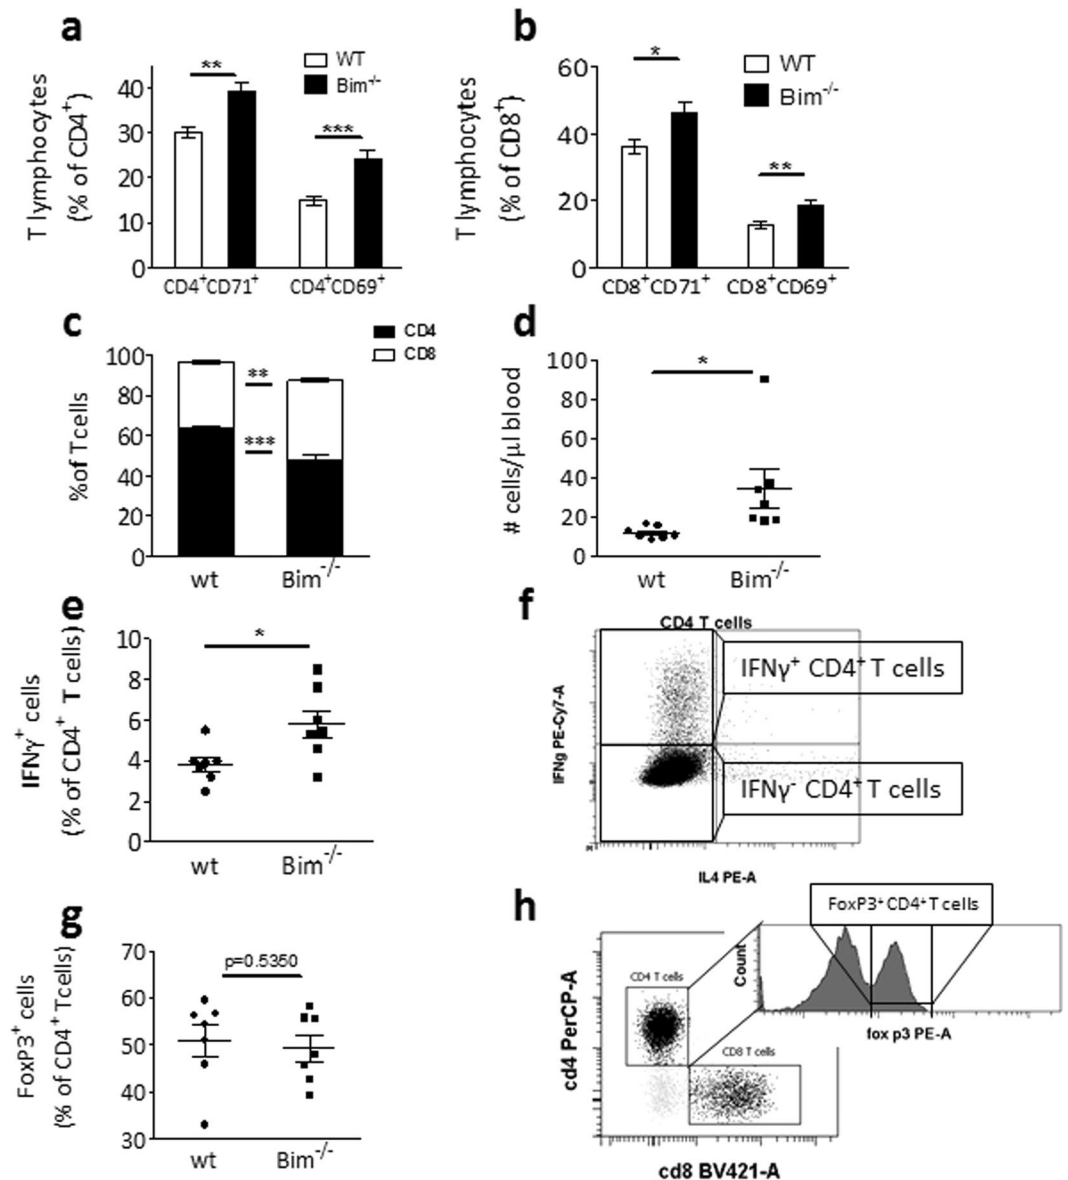 a
T lymphocytes
(% of CD4⁺)
40
30
20
10
0
**
***
WT
Bim⁻/⁻
CD4⁺CD71⁺
CD4⁺CD69⁺
b
T lymphocytes
(% of CD8⁺)
60
40
20
0
*
**
WT
Bim⁻/⁻
CD8⁺CD71⁺
CD8⁺CD69⁺
c
%of Tcells
100
80
60
40
20
0
**
***
CD4
CD8
wt
Bim⁻/⁻
d
# cells/µl blood
100
80
60
40
20
0
*
wt
Bim⁻/⁻
e
IFNγ⁺ cells
(% of CD4⁺ T cells)
10
8
6
4
2
0
*
wt
Bim⁻/⁻
f
CD4 T cells
IFNγ⁺ CD4⁺ T cells
IFNγ⁻ CD4⁺ T cells
IFNg PE-Cy7-A
IL4 PE-A
g
FoxP3⁺ cells
(% of CD4⁺ Tcells)
70
60
50
40
30
p=0.5350
wt
Bim⁻/⁻
h
FoxP3⁺ CD4⁺T cells
Count
fox p3 PE-A
CD4 T cells
CD8 T cells
cd4 PerCP-A
cd8 BV421-A